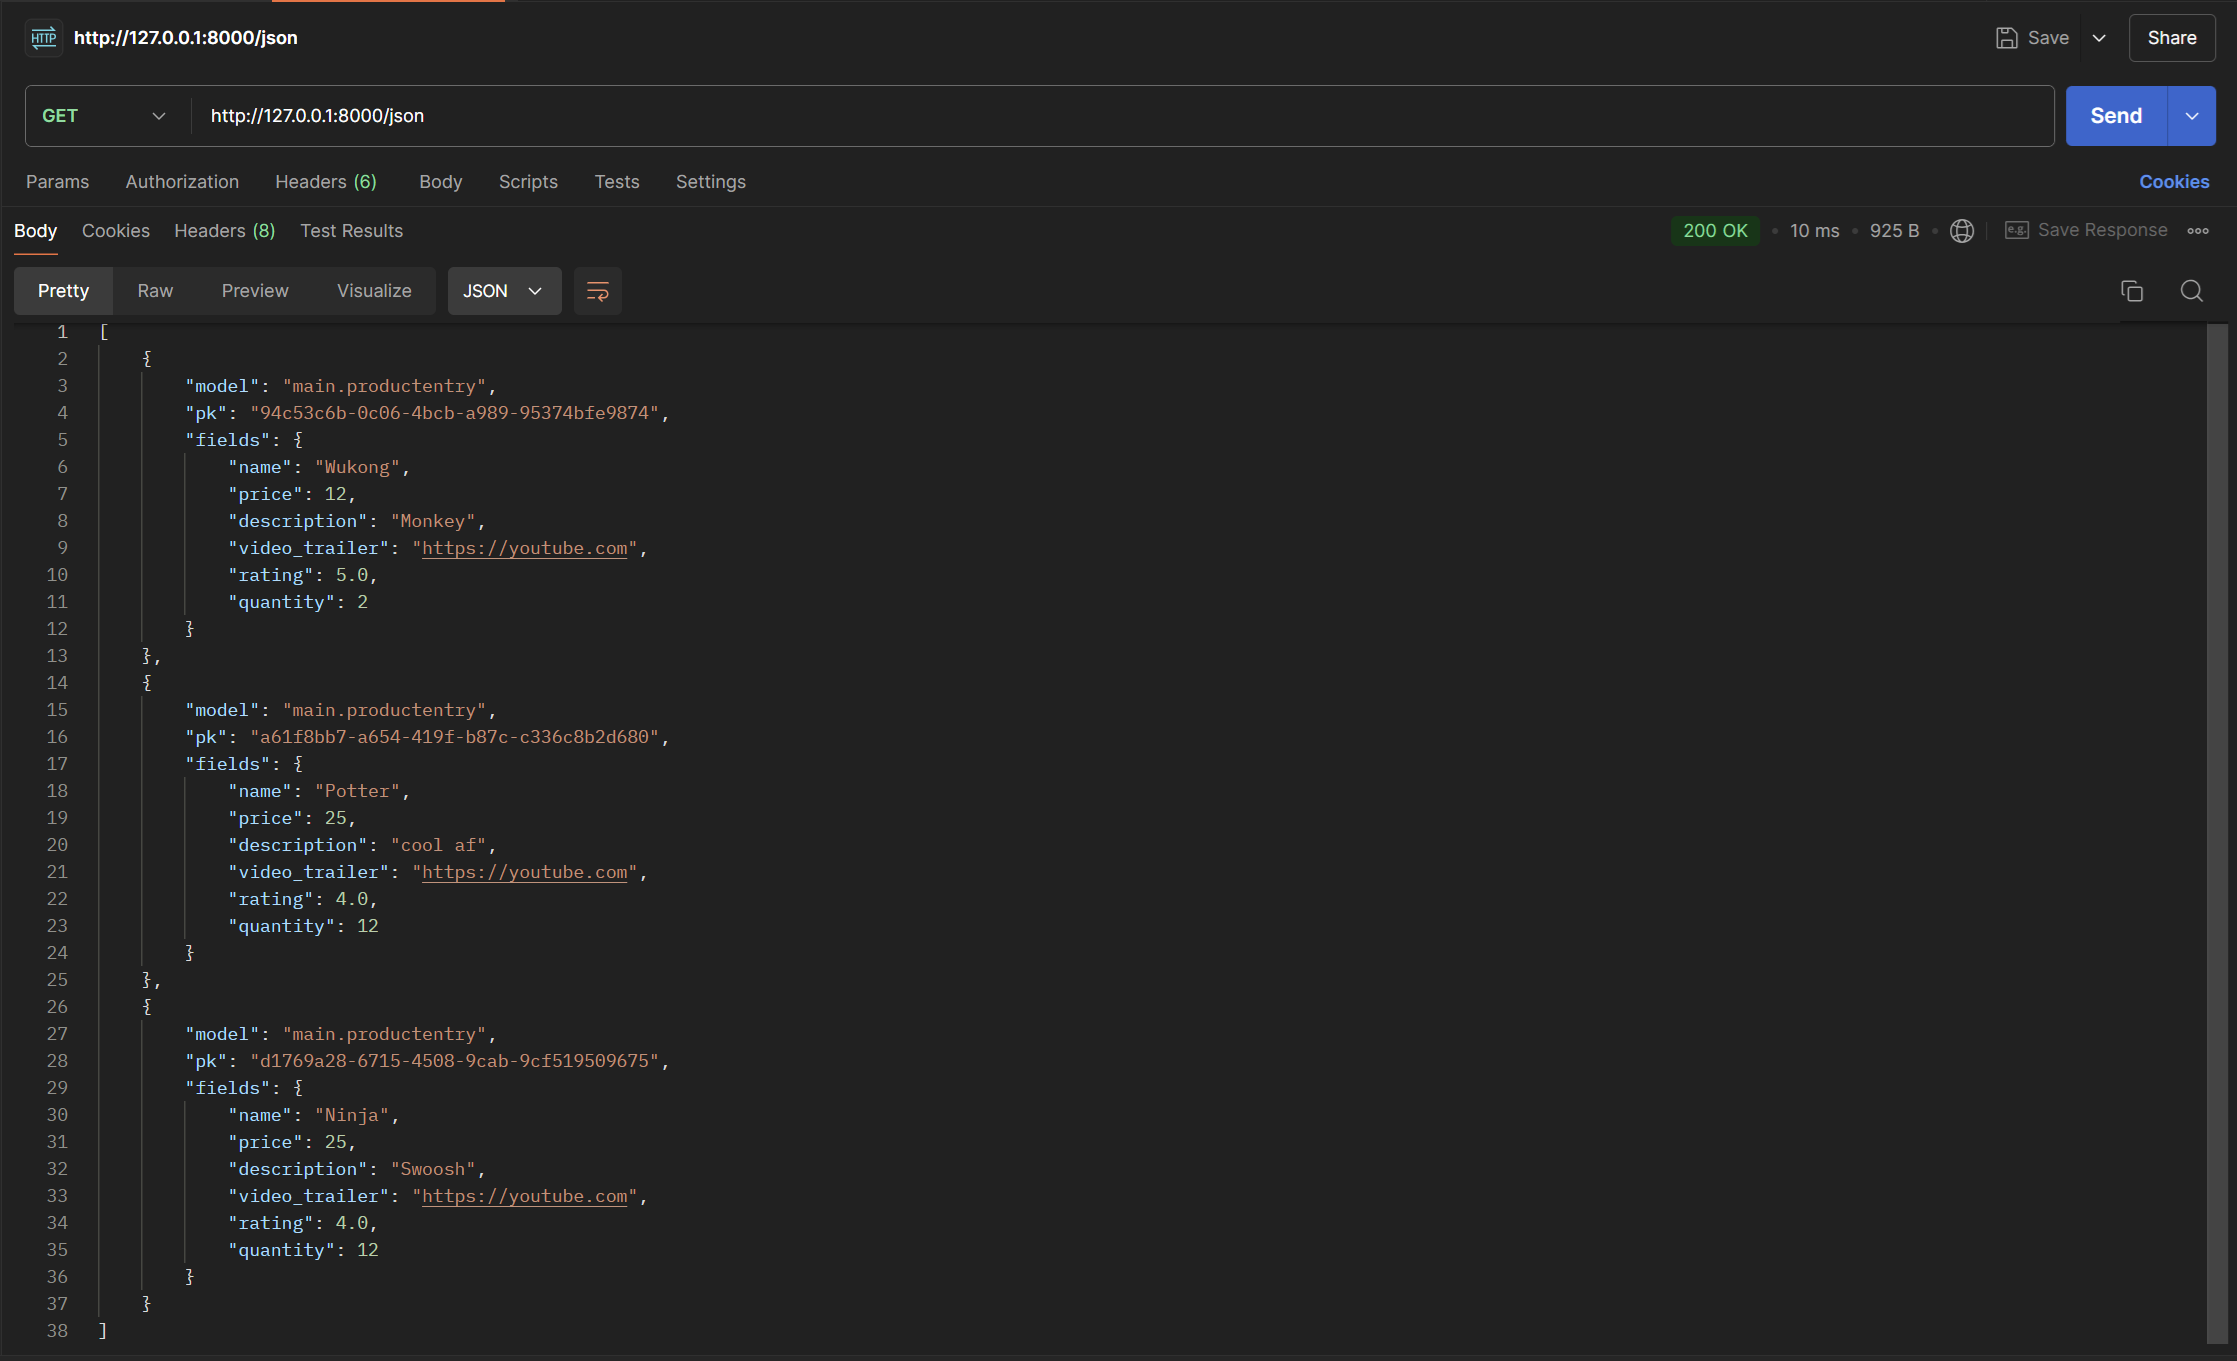 HTTP http://127.0.0.1:8000/json Save Share
GET http://127.0.0.1:8000/json Send
Params Authorization Headers (6) Body Scripts Tests Settings Cookies
Body Cookies Headers (8) Test Results 200 OK • 10 ms • 925 B • e.g. Save Response
Pretty Raw Preview Visualize JSON
1 [
2 {
3 "model": "main.productentry",
4 "pk": "94c53c6b-0c06-4bcb-a989-95374bfe9874",
5 "fields": {
6 "name": "Wukong",
7 "price": 12,
8 "description": "Monkey",
9 "video_trailer": "https://youtube.com",
10 "rating": 5.0,
11 "quantity": 2
12 }
13 },
14 {
15 "model": "main.productentry",
16 "pk": "a61f8bb7-a654-419f-b87c-c336c8b2d680",
17 "fields": {
18 "name": "Potter",
19 "price": 25,
20 "description": "cool af",
21 "video_trailer": "https://youtube.com",
22 "rating": 4.0,
23 "quantity": 12
24 }
25 },
26 {
27 "model": "main.productentry",
28 "pk": "d1769a28-6715-4508-9cab-9cf519509675",
29 "fields": {
30 "name": "Ninja",
31 "price": 25,
32 "description": "Swoosh",
33 "video_trailer": "https://youtube.com",
34 "rating": 4.0,
35 "quantity": 12
36 }
37 }
38 ]